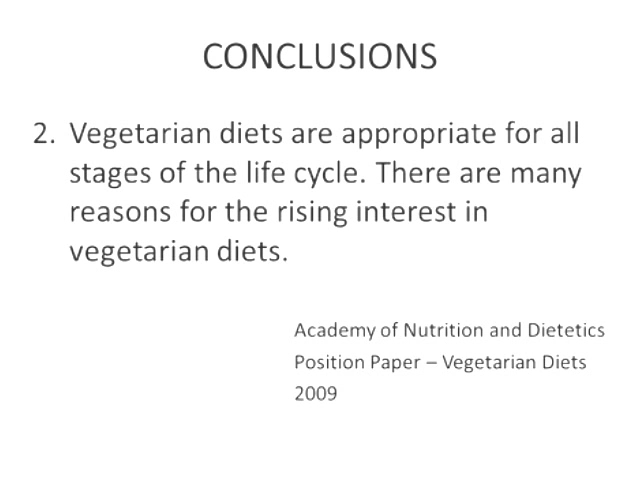 CONCLUSIONS
2. Vegetarian diets are appropriate for all
stages of the life cycle. There are many
reasons for the rising interest in
vegetarian diets.
Academy of Nutrition and Dietetics
Position Paper – Vegetarian Diets
2009